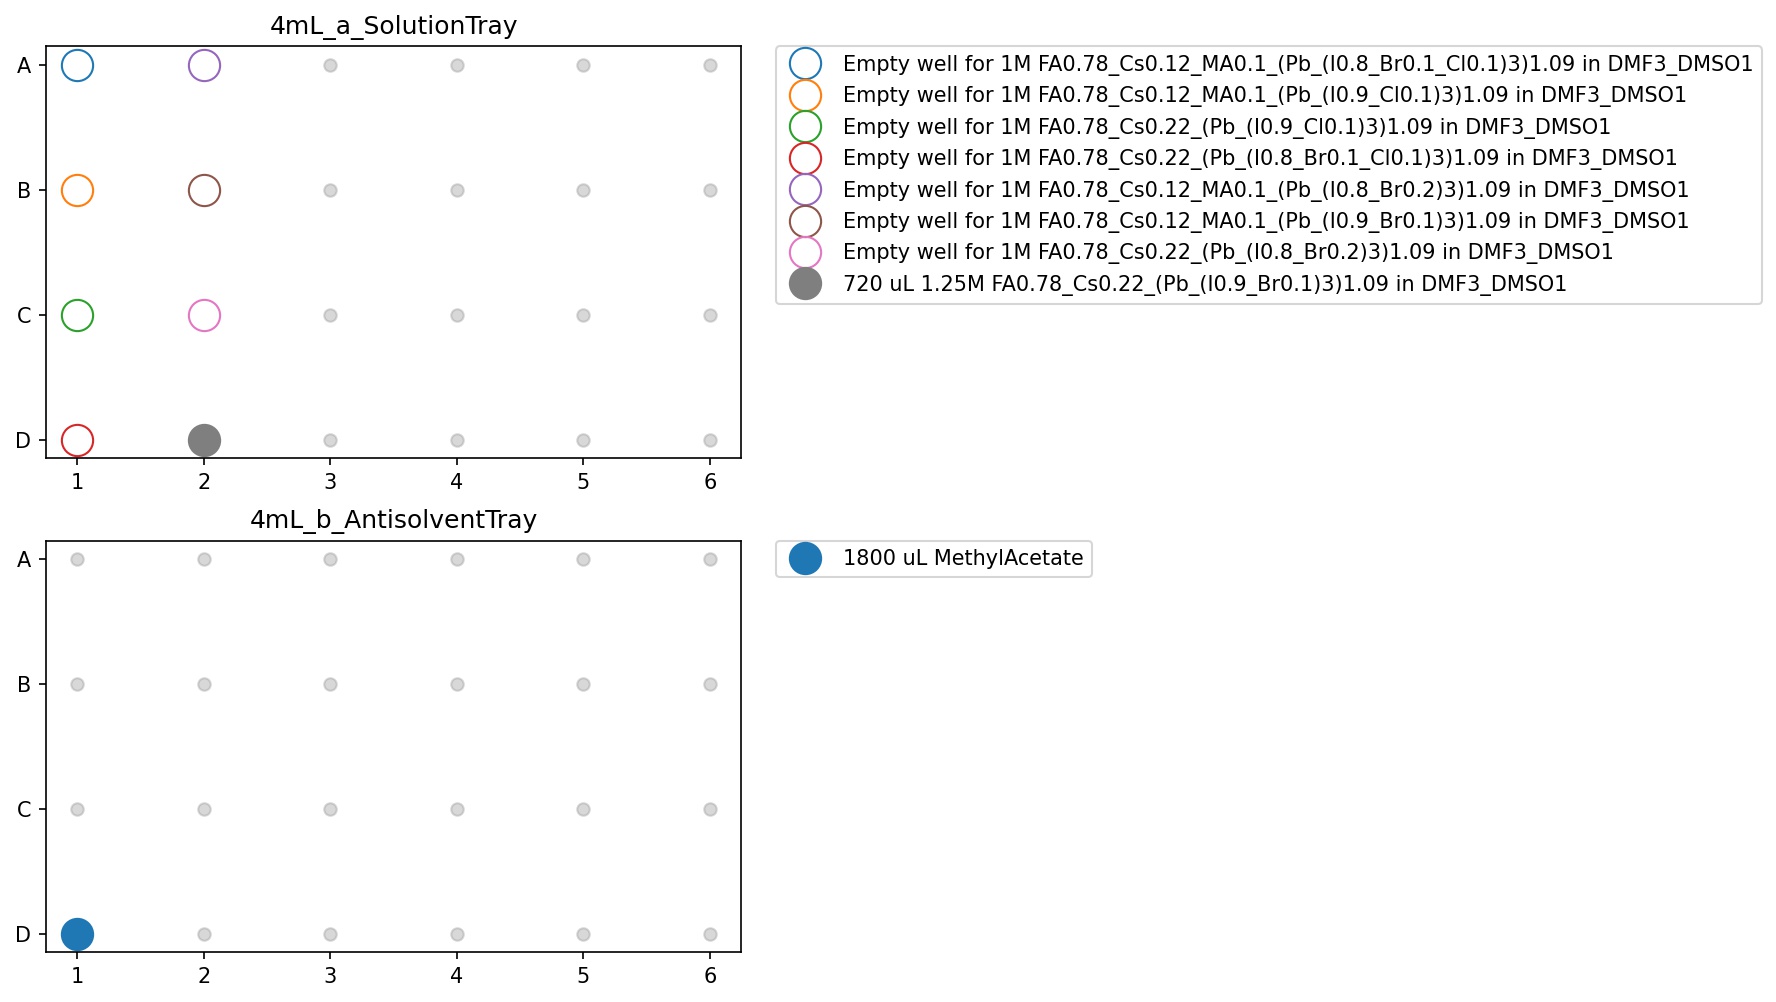 4mL_a_SolutionTray
A
B
C
D
1 2 3 4 5 6
Empty well for 1M FA0.78_Cs0.12_MA0.1_(Pb_(I0.8_Br0.1_Cl0.1)3)1.09 in DMF3_DMSO1
Empty well for 1M FA0.78_Cs0.12_MA0.1_(Pb_(I0.9_Cl0.1)3)1.09 in DMF3_DMSO1
Empty well for 1M FA0.78_Cs0.22_(Pb_(I0.9_Cl0.1)3)1.09 in DMF3_DMSO1
Empty well for 1M FA0.78_Cs0.22_(Pb_(I0.8_Br0.1_Cl0.1)3)1.09 in DMF3_DMSO1
Empty well for 1M FA0.78_Cs0.12_MA0.1_(Pb_(I0.8_Br0.2)3)1.09 in DMF3_DMSO1
Empty well for 1M FA0.78_Cs0.12_MA0.1_(Pb_(I0.9_Br0.1)3)1.09 in DMF3_DMSO1
Empty well for 1M FA0.78_Cs0.22_(Pb_(I0.8_Br0.2)3)1.09 in DMF3_DMSO1
720 uL 1.25M FA0.78_Cs0.22_(Pb_(I0.9_Br0.1)3)1.09 in DMF3_DMSO1
4mL_b_AntisolventTray
A
B
C
D
1 2 3 4 5 6
1800 uL MethylAcetate